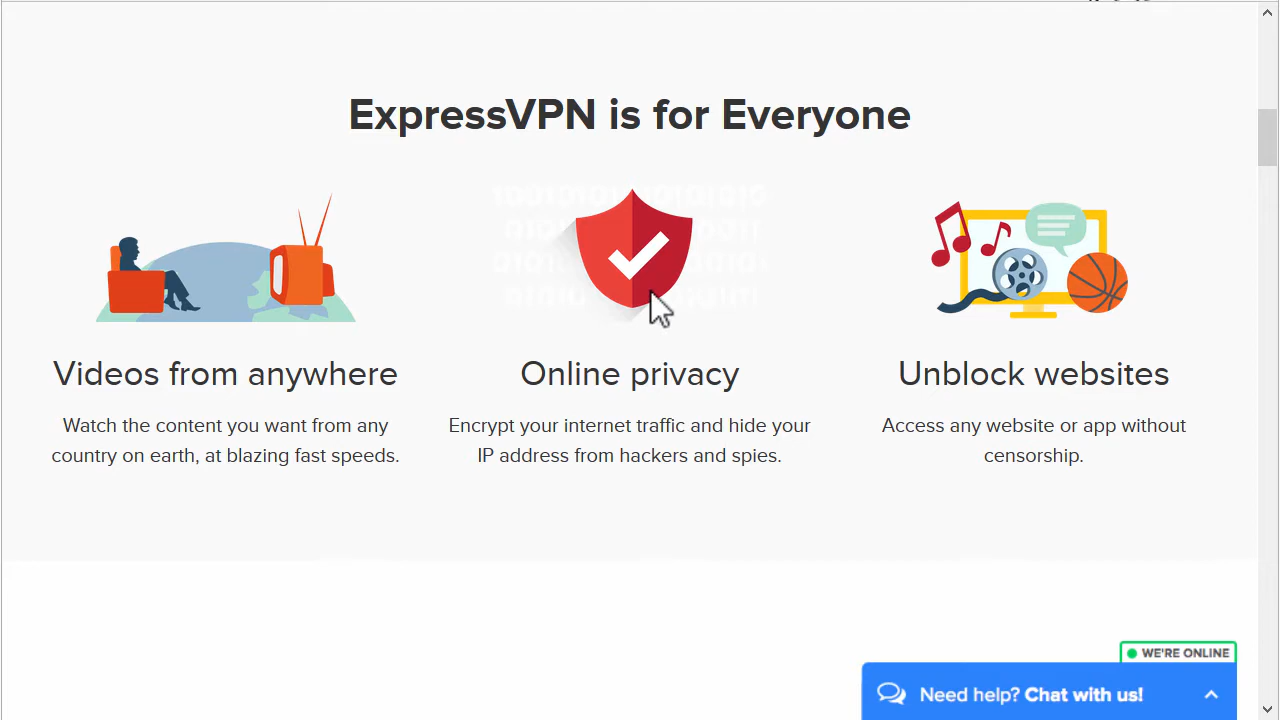 ExpressVPN is for Everyone
Videos from anywhere
Watch the content you want from any
country on earth, at blazing fast speeds.
Online privacy
Encrypt your internet traffic and hide your
IP address from hackers and spies.
Unblock websites
Access any website or app without
censorship.
WE'RE ONLINE
Need help? Chat with us!